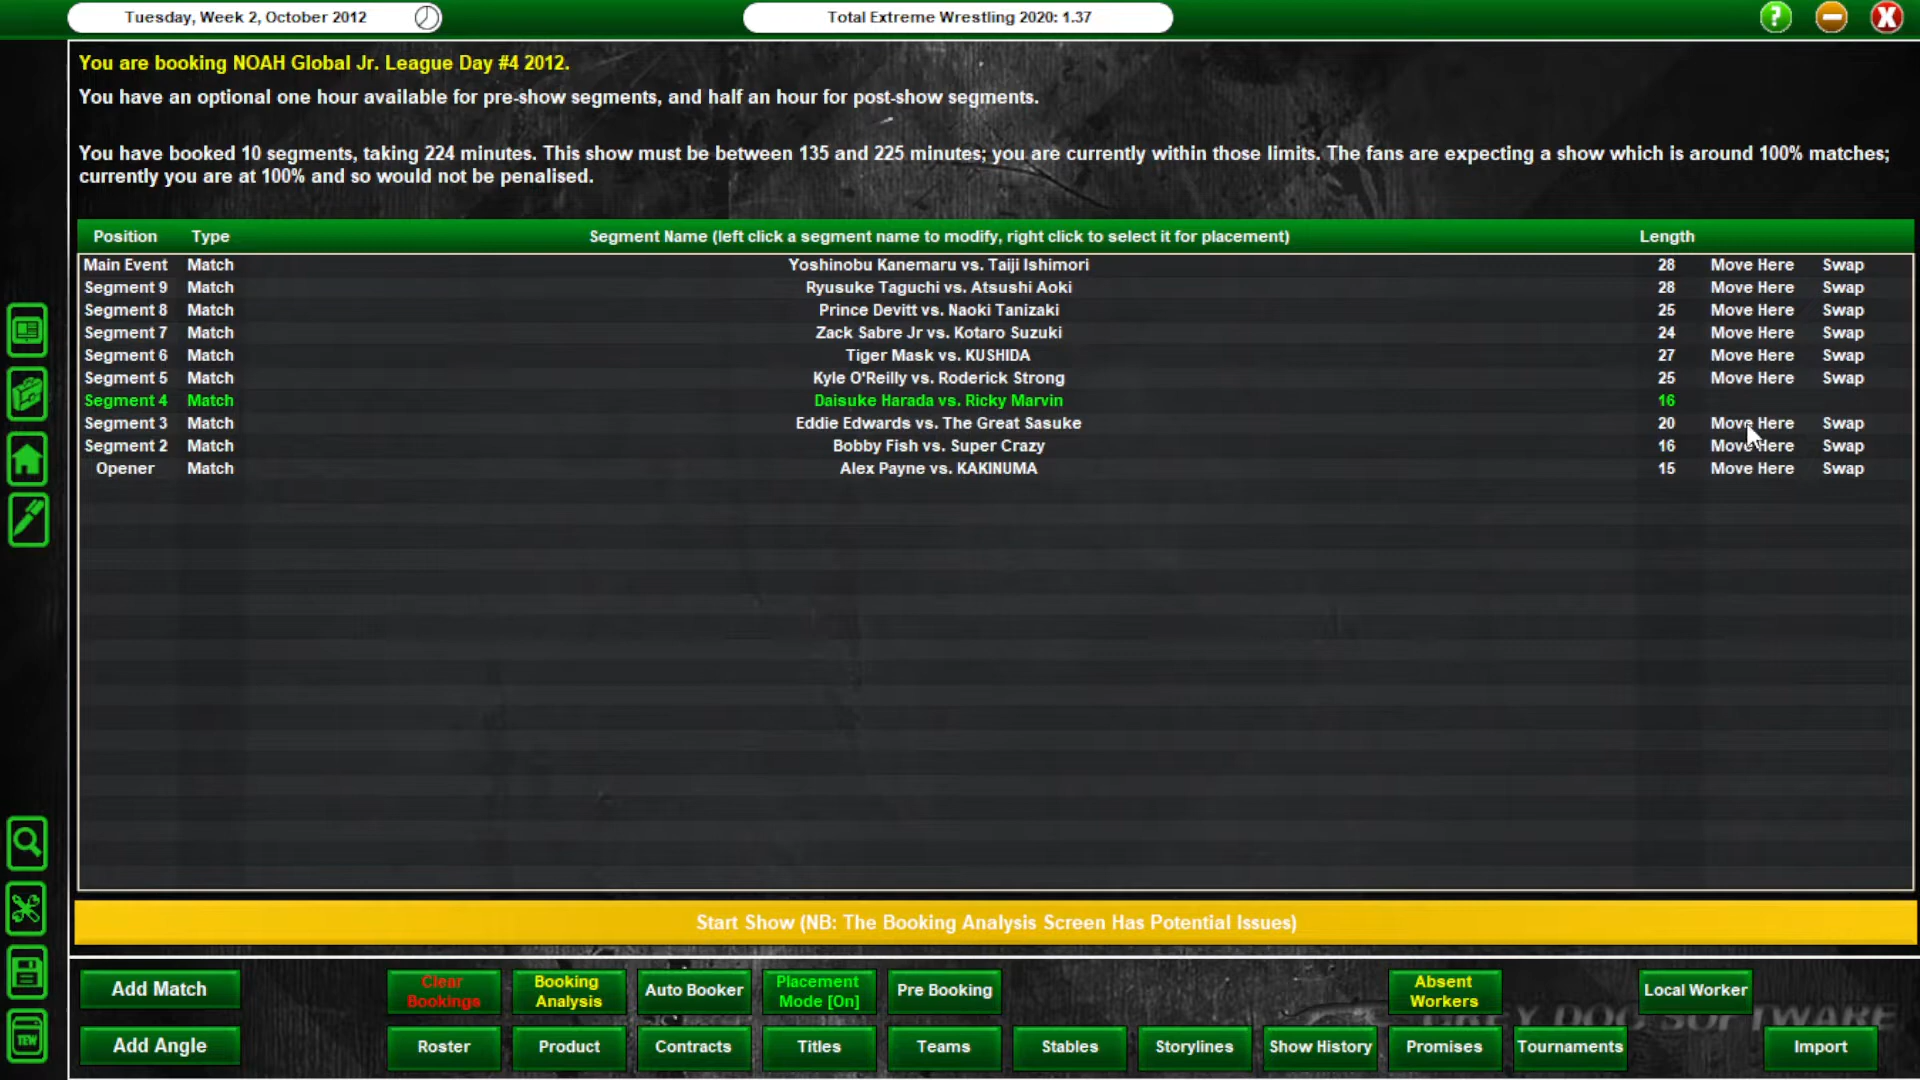 Tuesday, Week 2, October 2012
Total Extreme Wrestling 2020: 1.37
?
X
You are booking NOAH Global Jr. League Day #4 2012.
You have an optional one hour available for pre-show segments, and half an hour for post-show segments.
You have booked 10 segments, taking 224 minutes. This show must be between 135 and 225 minutes; you are currently within those limits. The fans are expecting a show which is around 100% matches;
currently you are at 100% and so would not be penalised.
Position Type Segment Name (left click a segment name to modify, right click to select it for placement) Length
Main Event Match Yoshinobu Kanemaru vs. Taiji Ishimori 28 Move Here Swap
Segment 9 Match Ryusuke Taguchi vs. Atsushi Aoki 28 Move Here Swap
Segment 8 Match Prince Devitt vs. Naoki Tanizaki 25 Move Here Swap
Segment 7 Match Zack Sabre Jr vs. Kotaro Suzuki 24 Move Here Swap
Segment 6 Match Tiger Mask vs. KUSHIDA 27 Move Here Swap
Segment 5 Match Kyle O'Reilly vs. Roderick Strong 25 Move Here Swap
Segment 4 Match Daisuke Harada vs. Ricky Marvin 16
Segment 3 Match Eddie Edwards vs. The Great Sasuke 20 Move Here Swap
Segment 2 Match Bobby Fish vs. Super Crazy 16 Move Here Swap
Opener Match Alex Payne vs. KAKINUMA 15 Move Here Swap
Start Show (NB: The Booking Analysis Screen Has Potential Issues)
Add Match
Clear
Bookings
Booking
Analysis
Auto Booker
Placement
Mode [On]
Pre Booking
Absent
Workers
Local Worker
GREY DOG SOFTWARE
TEW
Add Angle
Roster
Product
Contracts
Titles
Teams
Stables
Storylines
Show History
Promises
Tournaments
Import